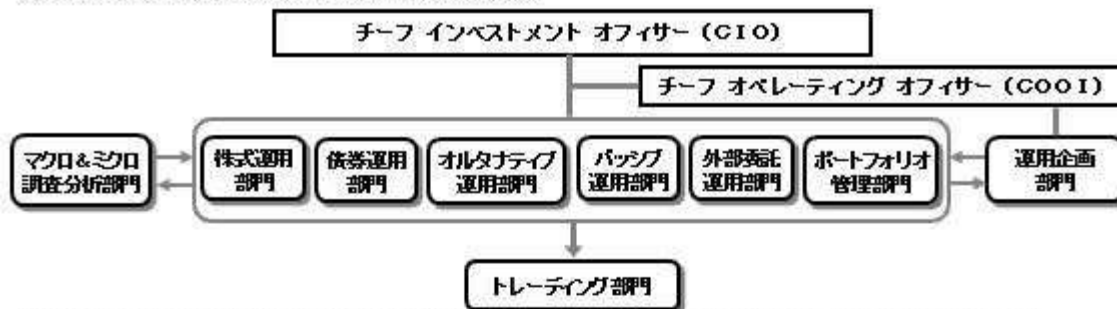 チーフ インベストメント オフィサー (CIO)
チーフ オペレーティング オフィサー (COOI)
マクロ&ミクロ
調査分析部門
株式運用
部門
債券運用
部門
オルタナティブ
運用部門
パッシブ
運用部門
外部委託
運用部門
ポートフォリオ
管理部門
運用企画
部門
トレーディング部門